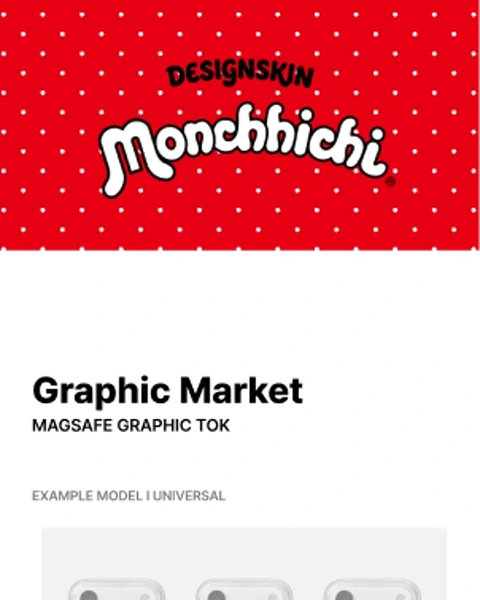 DESIGNSKIN
Monchhichi®
Graphic Market
MAGSAFE GRAPHIC TOK
EXAMPLE MODEL I UNIVERSAL